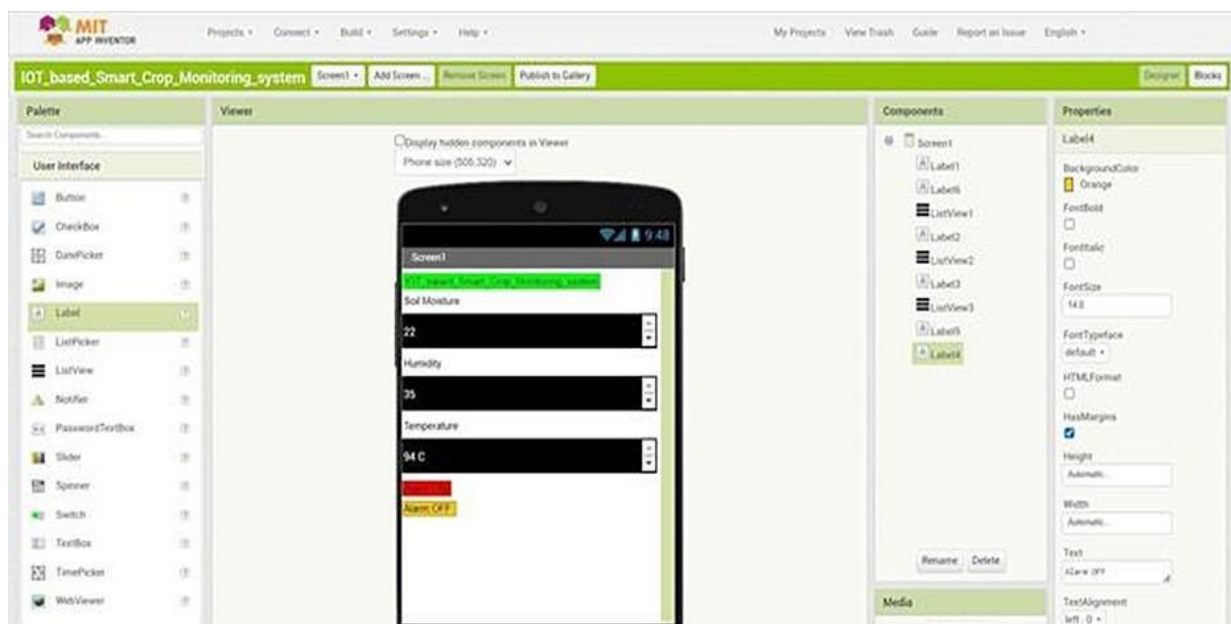 MIT
APP INVENTOR
Projects
Connect
Build
Settings
Help
My Projects
View Trash
Guide
Report an Issue
English
IOT_based_Smart_Crop_Monitoring_system
Screen1
Add Screen ...
Remove Screen
Publish to Gallery
Designer
Blocks
Palette
Search Components...
User Interface
Button
CheckBox
DatePicker
Image
Label
ListPicker
ListView
Notifier
PasswordTextBox
Slider
Spinner
Switch
TextBox
TimePicker
WebViewer
Viewer
Display hidden components in Viewer
Phone size (505,320)
9:48
Screen1
IOT_based_Smart_Crop_Monitoring_system
Soil Moisture
22
Humidity
35
Temperature
94 C
Alarm OFF
Components
Screen1
Label1
Label6
ListView1
Label2
ListView2
Label3
ListView3
Label5
Label4
Rename
Delete
Media
Properties
Label4
BackgroundColor
Orange
FontBold
FontItalic
FontSize
14.0
FontTypeface
default
HTMLFormat
HasMargins
Height
Automatic...
Width
Automatic...
Text
Alarm OFF
TextAlignment
left : 0